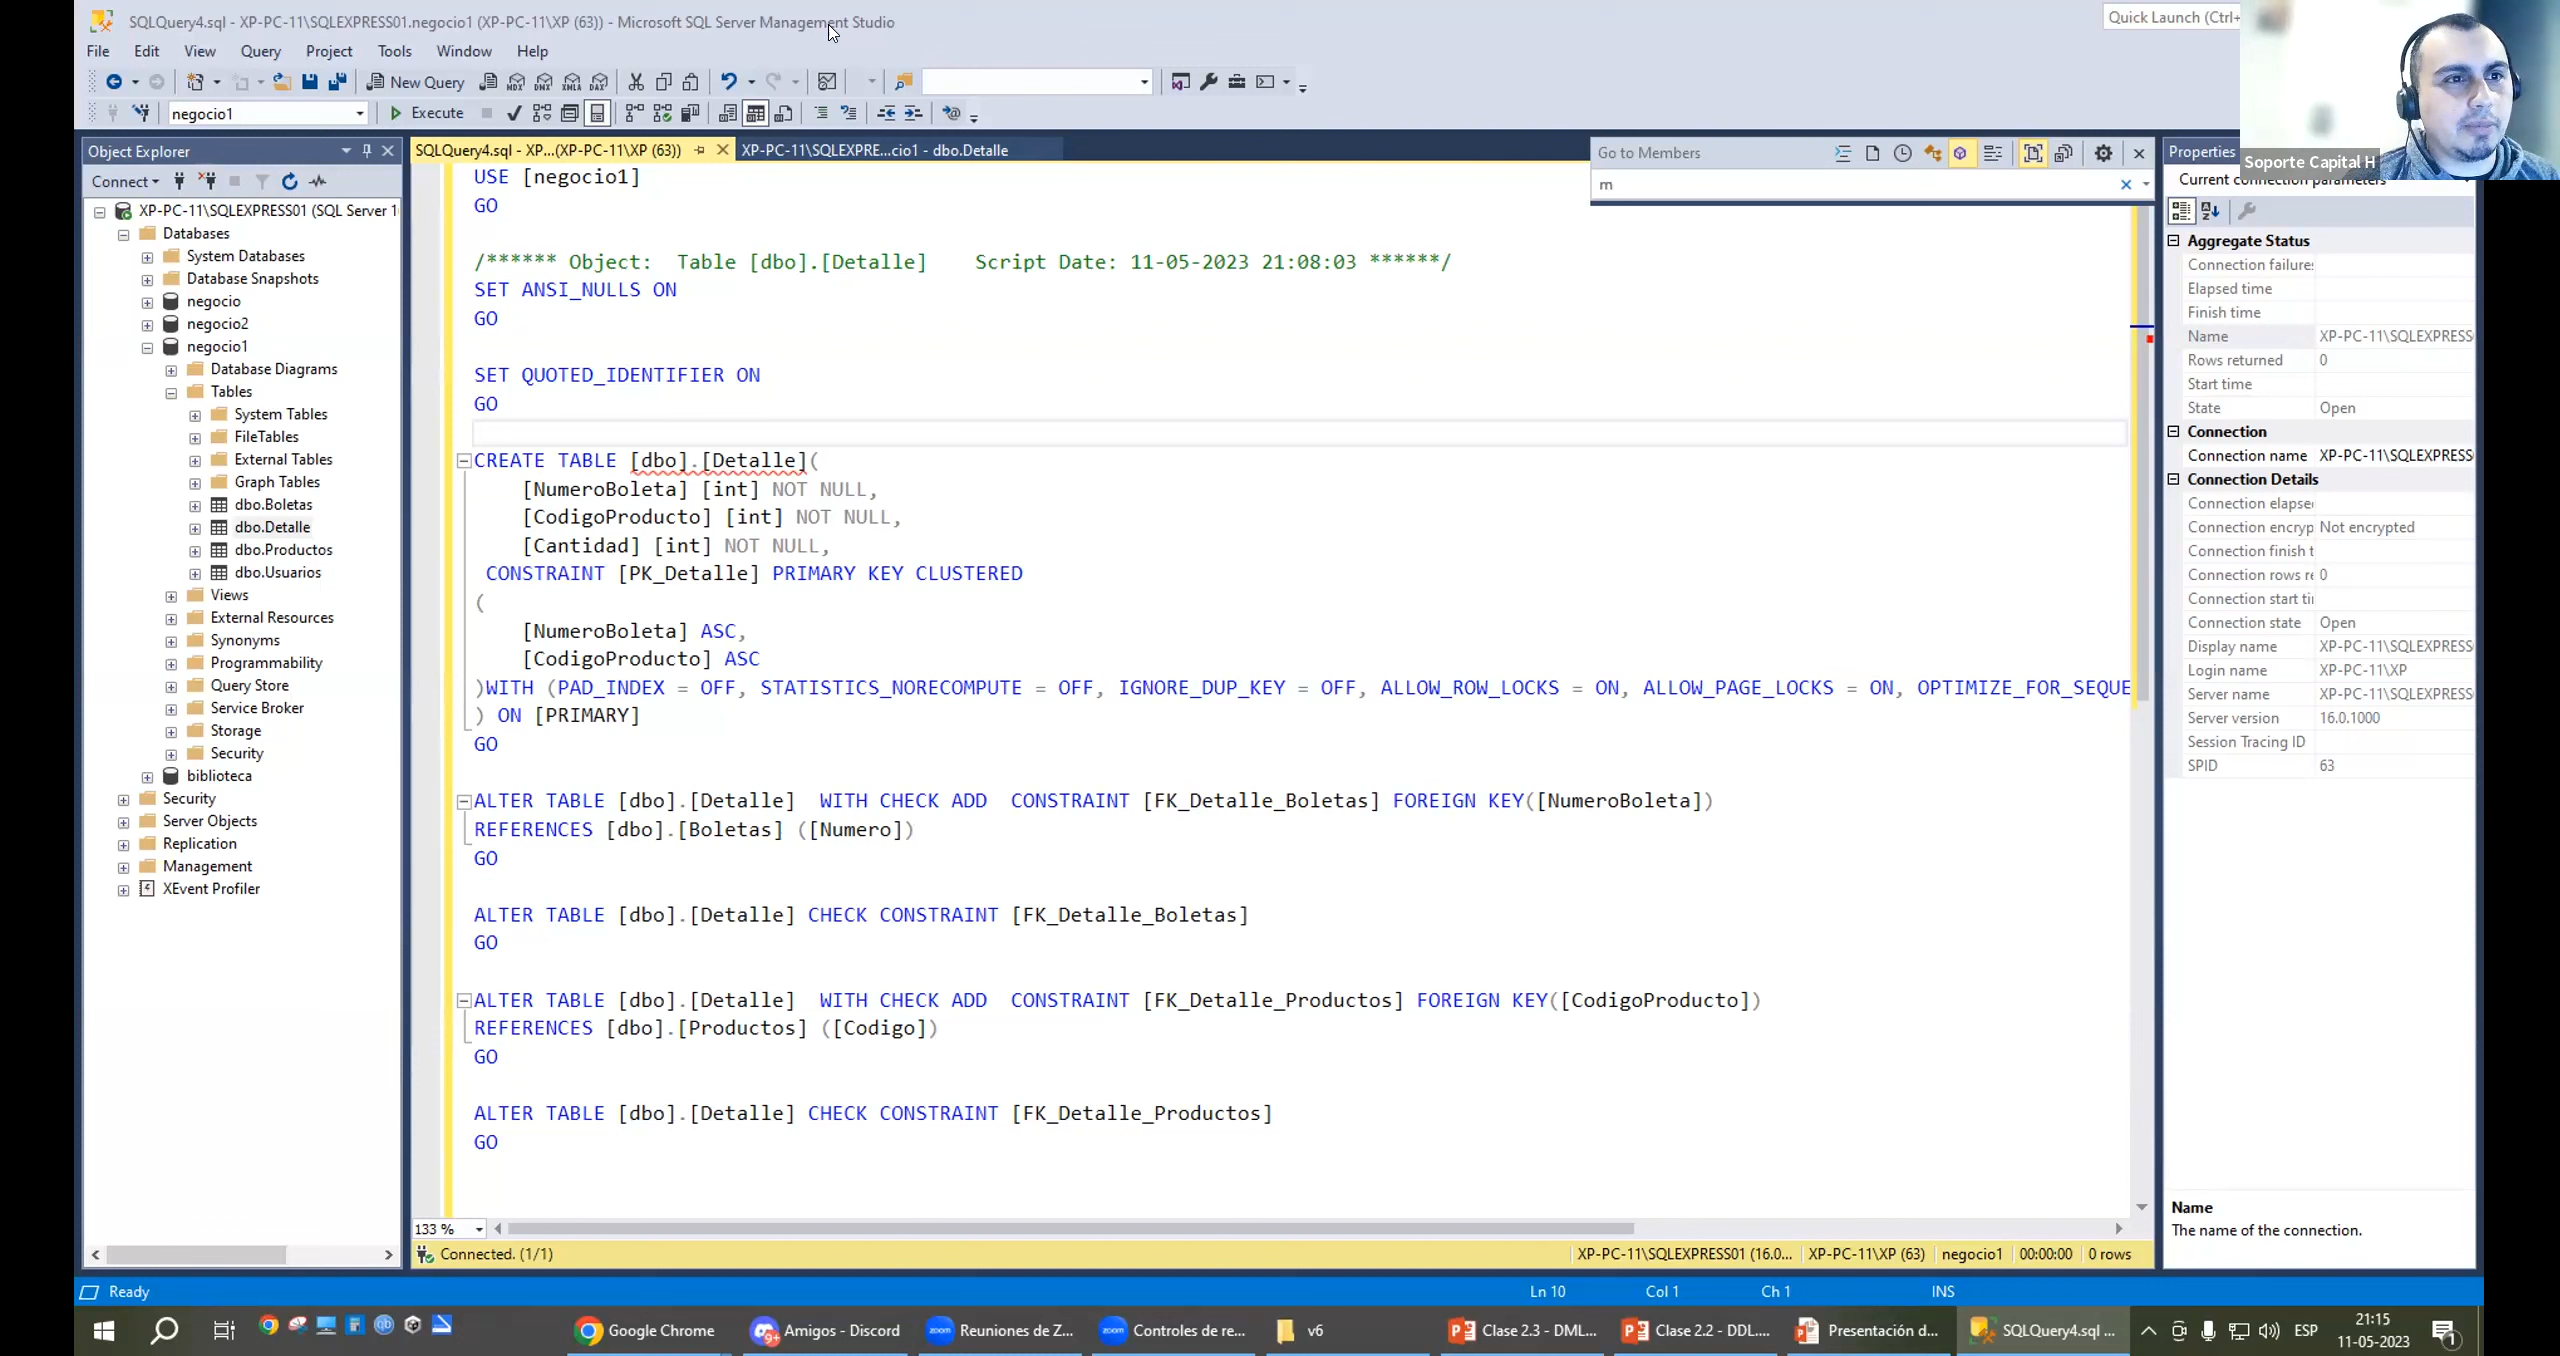 SQLQuery4.sql - XP-PC-11\SQLEXPRESS01.negocio1 (XP-PC-11\XP (63)) - Microsoft SQL Server Management Studio
Quick Launch (Ctrl+
File Edit View Query Project Tools Window Help
New Query
negocio1
Execute
Object Explorer
Connect
XP-PC-11\SQLEXPRESS01 (SQL Server 1
Databases
System Databases
Database Snapshots
negocio
negocio2
negocio1
Database Diagrams
Tables
System Tables
FileTables
External Tables
Graph Tables
dbo.Boletas
dbo.Detalle
dbo.Productos
dbo.Usuarios
Views
External Resources
Synonyms
Programmability
Query Store
Service Broker
Storage
Security
biblioteca
Security
Server Objects
Replication
Management
XEvent Profiler
SQLQuery4.sql - XP...(XP-PC-11\XP (63))
XP-PC-11\SQLEXPRE...cio1 - dbo.Detalle
Go to Members
m
USE [negocio1]
GO
/****** Object:  Table [dbo].[Detalle]    Script Date: 11-05-2023 21:08:03 ******/
SET ANSI_NULLS ON
GO
SET QUOTED_IDENTIFIER ON
GO
CREATE TABLE [dbo].[Detalle](
[NumeroBoleta] [int] NOT NULL,
[CodigoProducto] [int] NOT NULL,
[Cantidad] [int] NOT NULL,
CONSTRAINT [PK_Detalle] PRIMARY KEY CLUSTERED
(
[NumeroBoleta] ASC,
[CodigoProducto] ASC
)WITH (PAD_INDEX = OFF, STATISTICS_NORECOMPUTE = OFF, IGNORE_DUP_KEY = OFF, ALLOW_ROW_LOCKS = ON, ALLOW_PAGE_LOCKS = ON, OPTIMIZE_FOR_SEQUE
) ON [PRIMARY]
GO
ALTER TABLE [dbo].[Detalle]  WITH CHECK ADD  CONSTRAINT [FK_Detalle_Boletas] FOREIGN KEY([NumeroBoleta])
REFERENCES [dbo].[Boletas] ([Numero])
GO
ALTER TABLE [dbo].[Detalle] CHECK CONSTRAINT [FK_Detalle_Boletas]
GO
ALTER TABLE [dbo].[Detalle]  WITH CHECK ADD  CONSTRAINT [FK_Detalle_Productos] FOREIGN KEY([CodigoProducto])
REFERENCES [dbo].[Productos] ([Codigo])
GO
ALTER TABLE [dbo].[Detalle] CHECK CONSTRAINT [FK_Detalle_Productos]
GO
133 %
Connected. (1/1)
XP-PC-11\SQLEXPRESS01 (16.0... XP-PC-11\XP (63) negocio1 00:00:00 0 rows
Properties
Soporte Capital H
Current connection parameters
Aggregate Status
Connection failures
Elapsed time
Finish time
Name XP-PC-11\SQLEXPRESS
Rows returned 0
Start time
State Open
Connection
Connection name XP-PC-11\SQLEXPRESS
Connection Details
Connection elapse
Connection encryp Not encrypted
Connection finish t
Connection rows re 0
Connection start ti
Connection state Open
Display name XP-PC-11\SQLEXPRESS
Login name XP-PC-11\XP
Server name XP-PC-11\SQLEXPRESS
Server version 16.0.1000
Session Tracing ID
SPID 63
Name
The name of the connection.
Ready Ln 10 Col 1 Ch 1 INS
Google Chrome Amigos - Discord Reuniones de Z... Controles de re... v6 Clase 2.3 - DML... Clase 2.2 - DDL.... Presentación d... SQLQuery4.sql ... ESP 21:15
11-05-2023